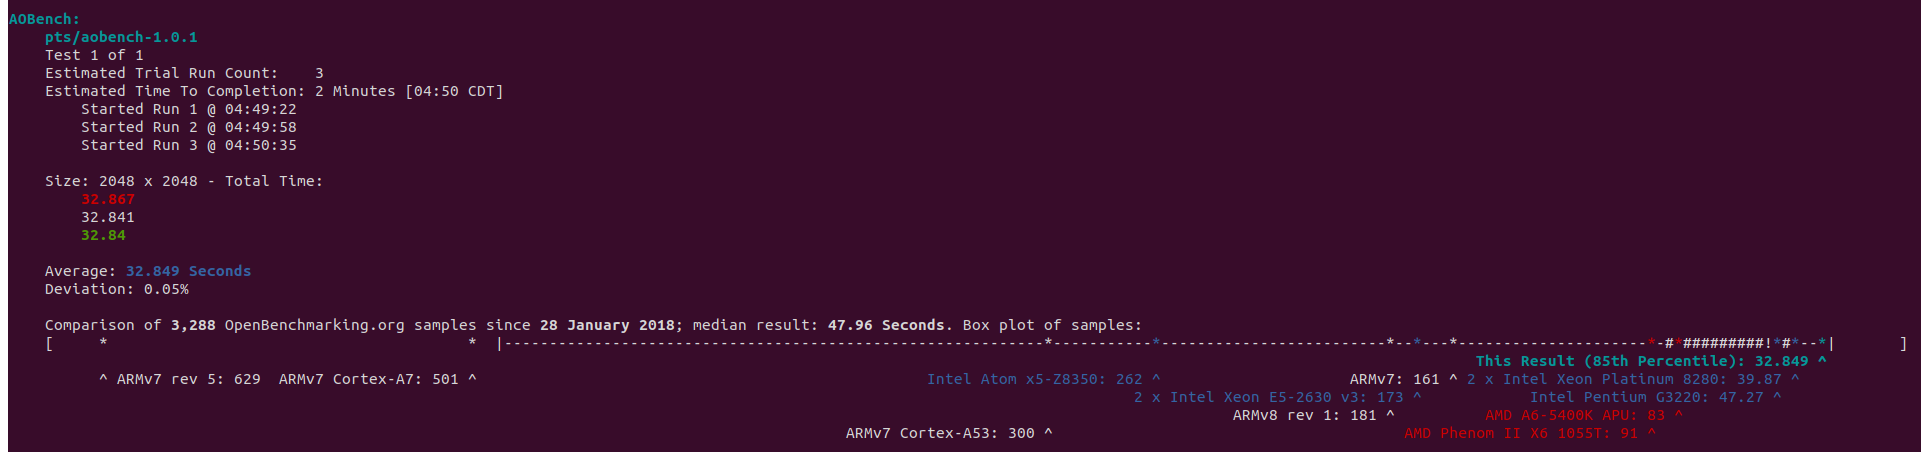 AOBench:
pts/aobench-1.0.1
Test 1 of 1
Estimated Trial Run Count:    3
Estimated Time To Completion: 2 Minutes [04:50 CDT]
Started Run 1 @ 04:49:22
Started Run 2 @ 04:49:58
Started Run 3 @ 04:50:35
Size: 2048 x 2048 - Total Time:
32.867
32.841
32.84
Average: 32.849 Seconds
Deviation: 0.05%
Comparison of 3,288 OpenBenchmarking.org samples since 28 January 2018; median result: 47.96 Seconds. Box plot of samples:
[     *                                        *  |------------------------------------------------------------*-----------*-------------------------*--*---*---------------------*-#*#########!*#*--*|       ]
This Result (85th Percentile): 32.849 ^
^ ARMv7 rev 5: 629  ARMv7 Cortex-A7: 501 ^ Intel Atom x5-Z8350: 262 ^ ARMv7: 161 ^ 2 x Intel Xeon Platinum 8280: 39.87 ^
2 x Intel Xeon E5-2630 v3: 173 ^ Intel Pentium G3220: 47.27 ^
ARMv8 rev 1: 181 ^ AMD A6-5400K APU: 83 ^
ARMv7 Cortex-A53: 300 ^ AMD Phenom II X6 1055T: 91 ^